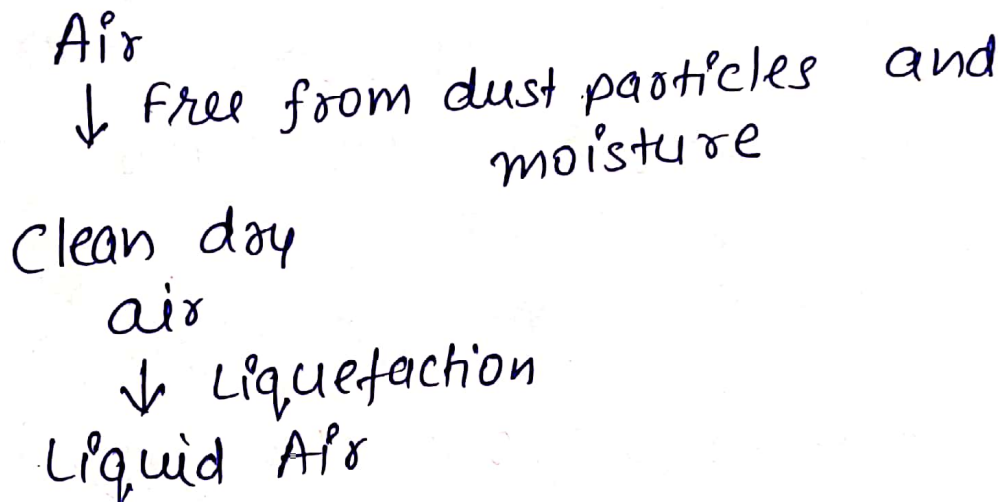 Air
↓ Free from dust particles and
moisture
Clean dry
air
↓ Liquefaction
Liquid Air